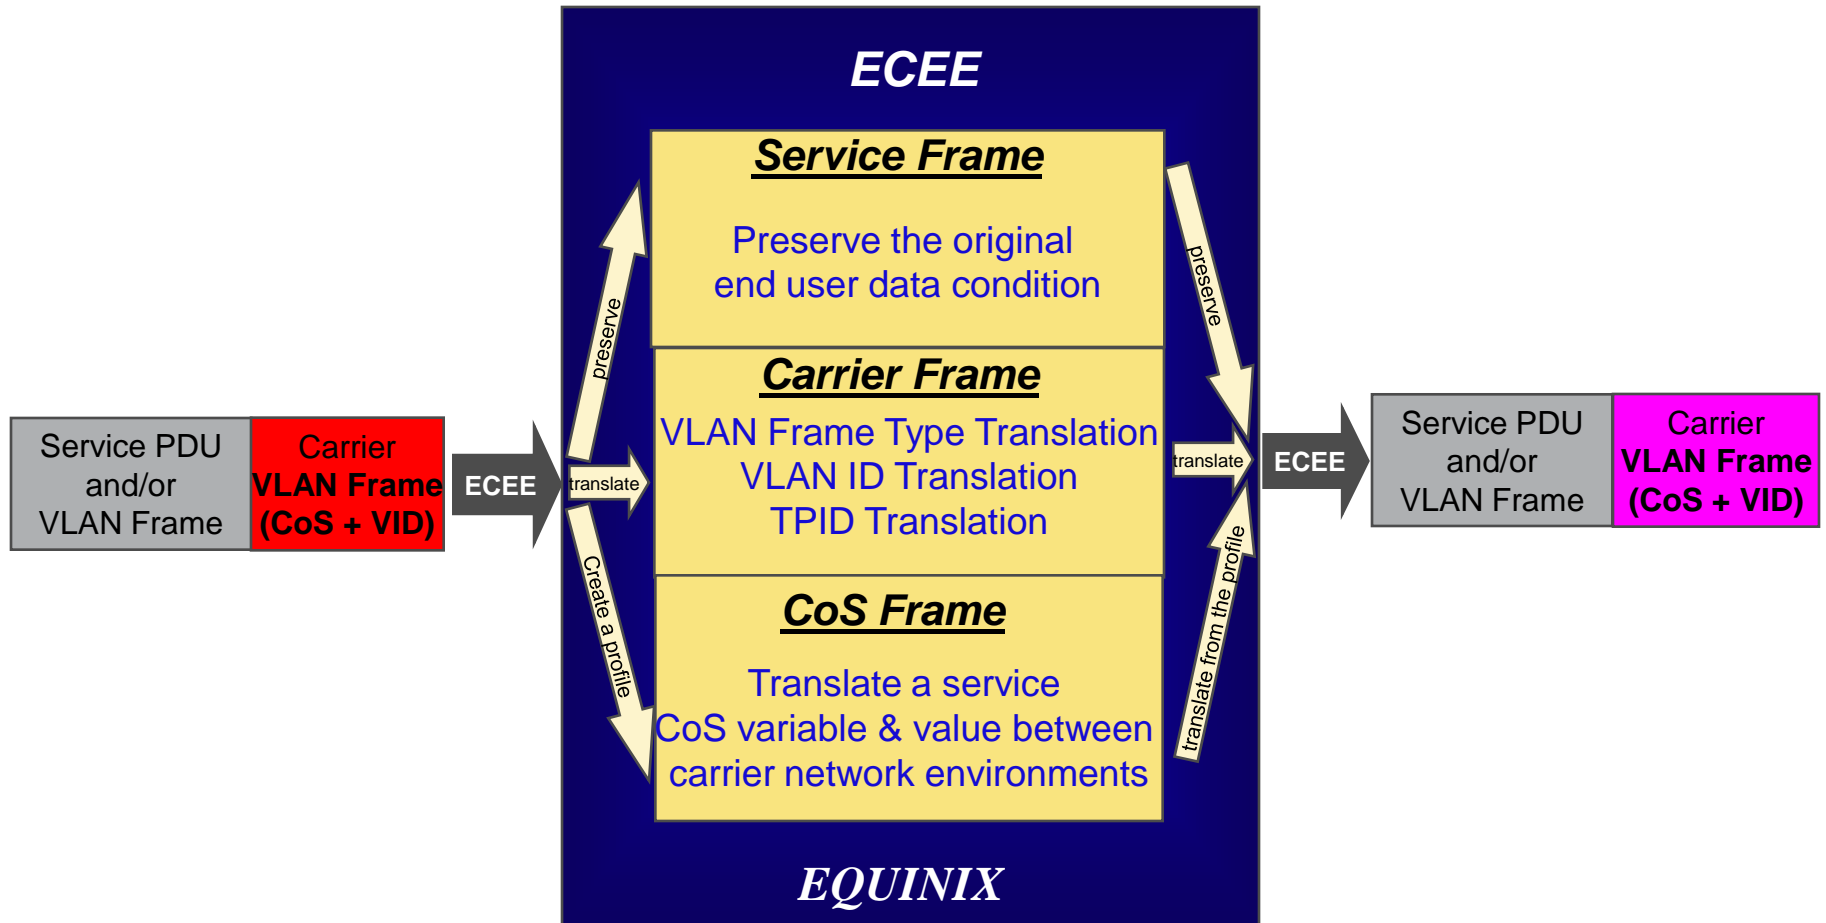 ECEE
Service Frame
Preserve the original
end user data condition
Carrier Frame
VLAN Frame Type Translation
VLAN ID Translation
TPID Translation
CoS Frame
Translate a service
CoS variable & value between
carrier network environments
EQUINIX
Service PDU
and/or
VLAN Frame
Carrier
VLAN Frame
(CoS + VID)
ECEE
preserve
translate
Create a profile
preserve
translate
translate from the profile
ECEE
Service PDU
and/or
VLAN Frame
Carrier
VLAN Frame
(CoS + VID)